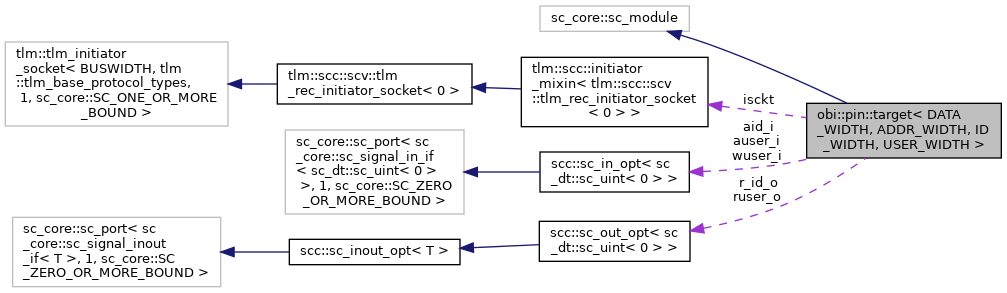 sc_core::sc_module
tlm::tlm_initiator
_socket< BUSWIDTH, tlm
::tlm_base_protocol_types,
1, sc_core::SC_ONE_OR_MORE
_BOUND >
tlm::scc::scv::tlm
_rec_initiator_socket< 0 >
tlm::scc::initiator
_mixin< tlm::scc::scv
::tlm_rec_initiator_socket
< 0 > >
isckt
obi::pin::target< DATA
_WIDTH, ADDR_WIDTH, ID
_WIDTH, USER_WIDTH >
aid_i
auser_i
wuser_i
sc_core::sc_port< sc
_core::sc_signal_in_if
< sc_dt::sc_uint< 0 >
>, 1, sc_core::SC_ZERO
_OR_MORE_BOUND >
scc::sc_in_opt< sc
_dt::sc_uint< 0 > >
r_id_o
ruser_o
sc_core::sc_port< sc
_core::sc_signal_inout
_if< T >, 1, sc_core::SC
_ZERO_OR_MORE_BOUND >
scc::sc_inout_opt< T >
scc::sc_out_opt< sc
_dt::sc_uint< 0 > >